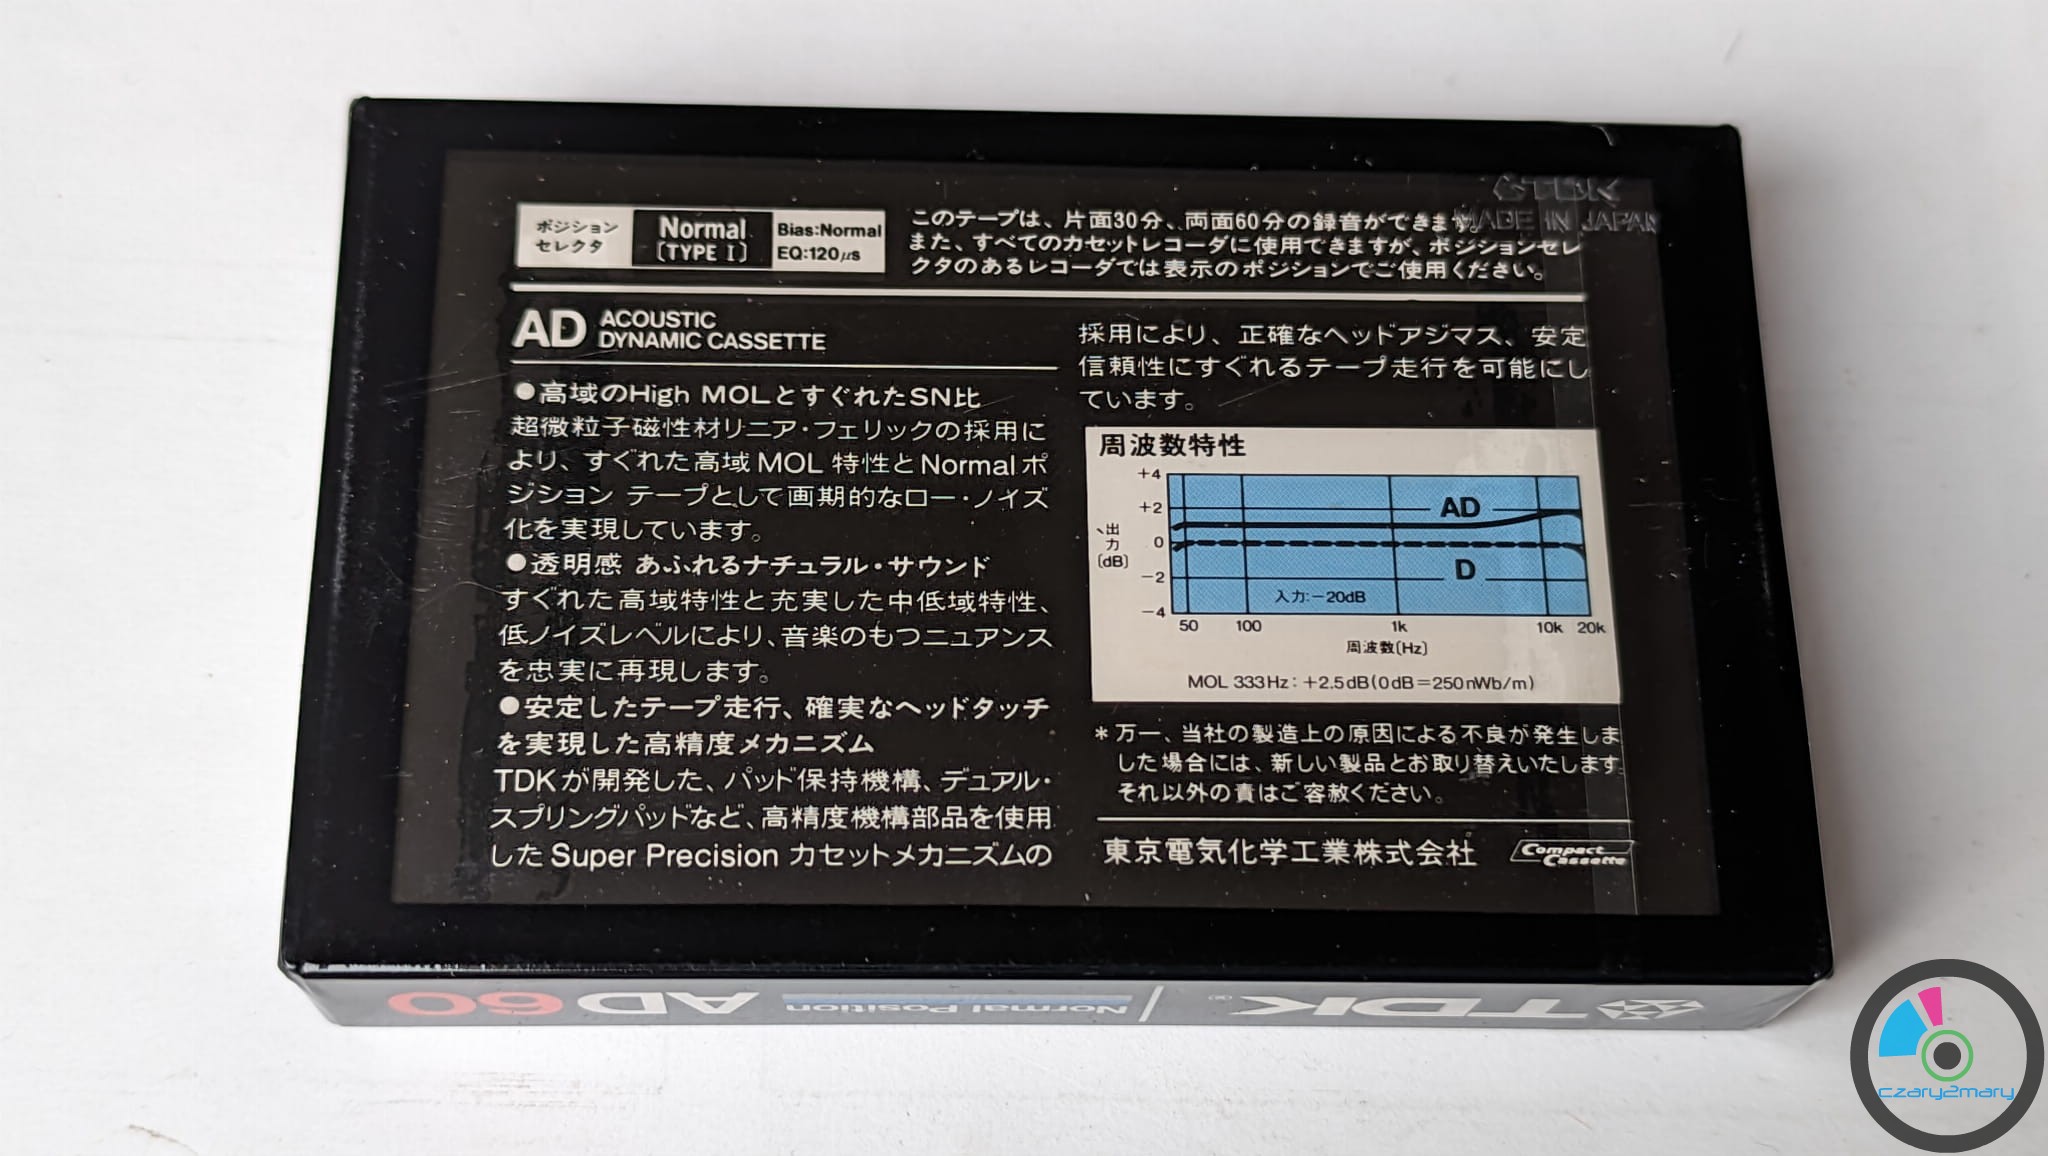 ポジション
セレクタ
Normal
[TYPE I]
Bias:Normal
EQ:120μs
このテープは、片面30分、両面60分の録音ができます。
また、すべてのカセットレコーダに使用できますが、ポジションセレ
クタのあるレコーダでは表示のポジションでご使用ください。
TDK
MADE IN JAPAN
AD ACOUSTIC
DYNAMIC CASSETTE
●高域のHigh MOLとすぐれたSN比
超微粒子磁性材リニア・フェリックの採用に
より、すぐれた高域 MOL 特性と Normal ポ
ジション テープとして画期的なロー・ノイズ
化を実現しています。
●透明感 あふれるナチュラル・サウンド
すぐれた高域特性と充実した中低域特性、
低ノイズレベルにより、音楽のもつニュアンス
を忠実に再現します。
●安定したテープ走行、確実なヘッドタッチ
を実現した高精度メカニズム
TDKが開発した、パッド保持機構、デュアル・
スプリングパッドなど、高精度機構部品を使用
した Super Precision カセットメカニズムの
採用により、正確なヘッドアジマス、安定
信頼性にすぐれるテープ走行を可能にし
ています。
周波数特性
+4
+2
0
-2
-4
出力
[dB]
AD
D
入力:-20dB
50 100 1k 10k 20k
周波数[Hz]
MOL 333Hz: +2.5dB(0dB=250nWb/m)
*万一、当社の製造上の原因による不良が発生しま
した場合には、新しい製品とお取り替えいたします。
それ以外の責はご容赦ください。
東京電気化学工業株式会社
Compact
Cassette
TDK® Normal Position AD 60
czary2mary